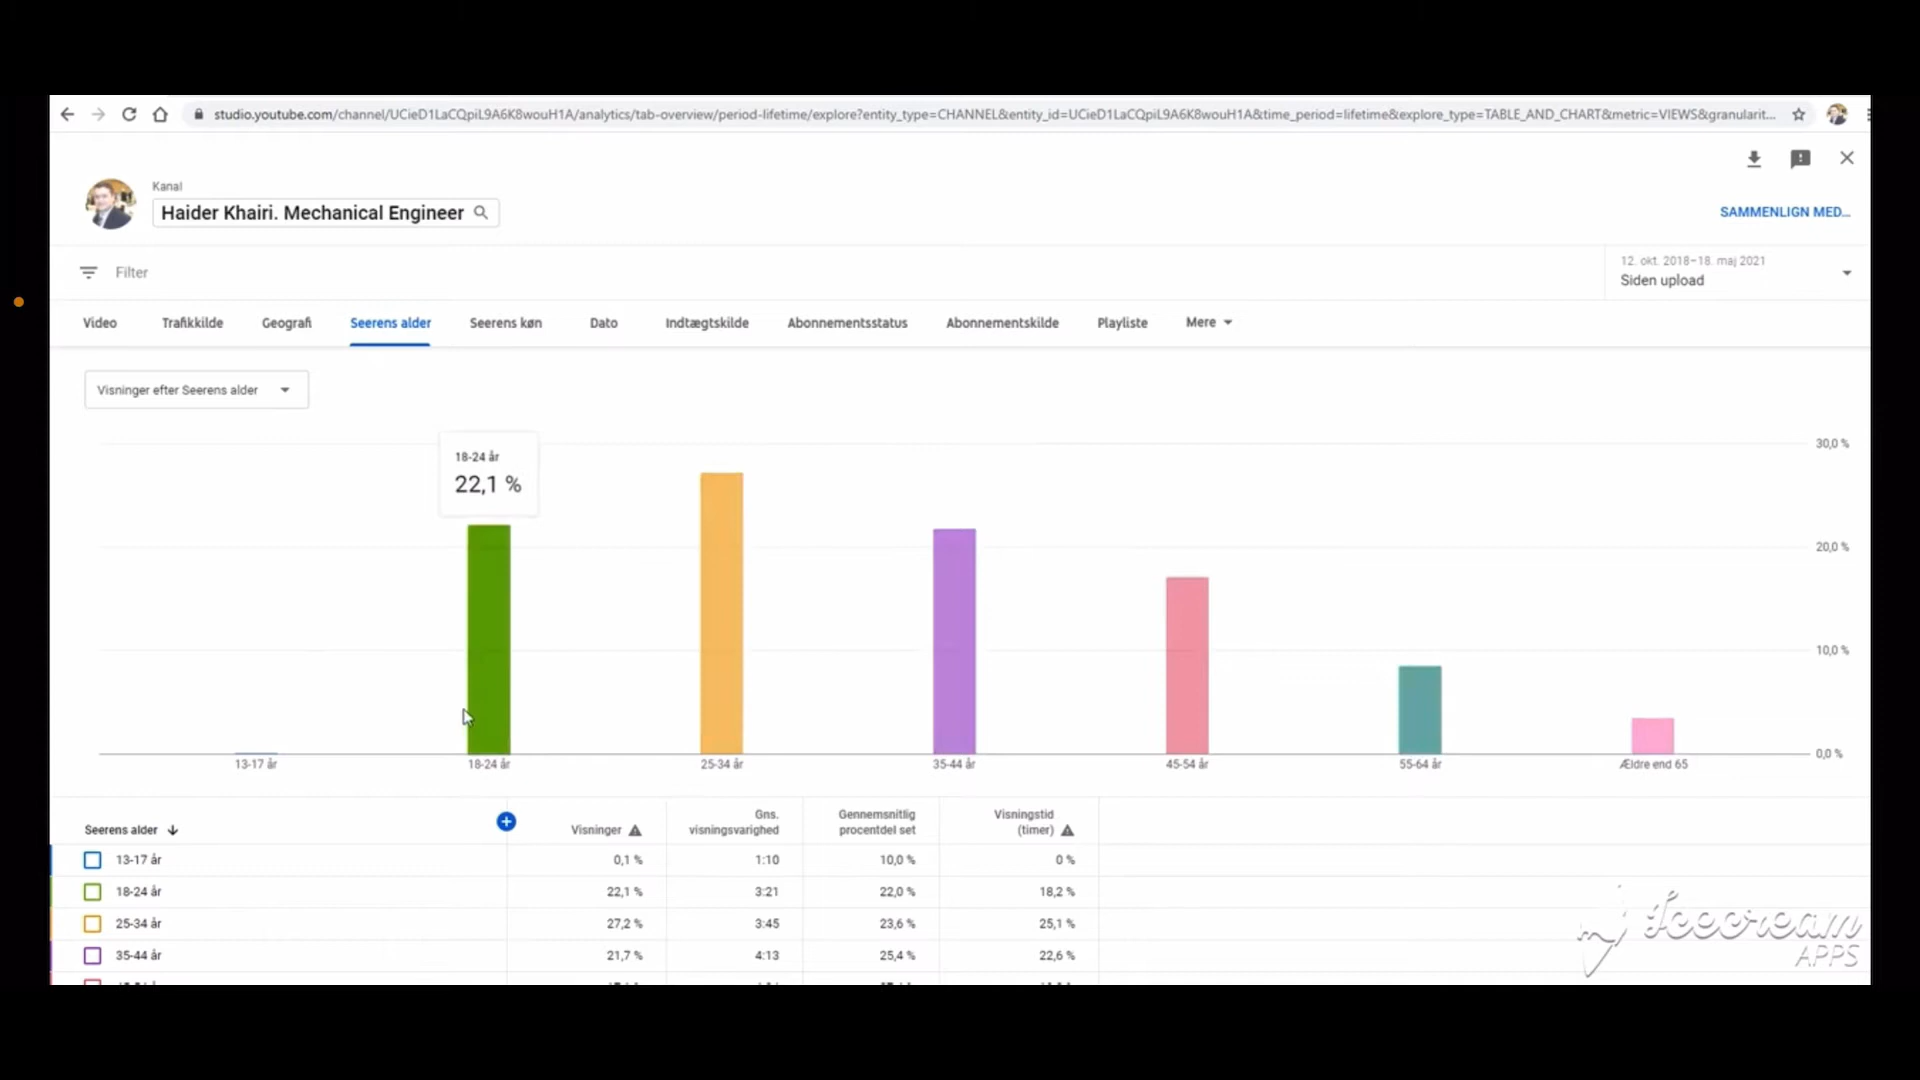 studio.youtube.com/channel/UCieD1LaCQpiL9A6K8wouH1A/analytics/tab-overview/period-lifetime/explore?entity_type=CHANNEL&entity_id=UCieD1LaCQpiL9A6K8wouH1A&time_period=lifetime&explore_type=TABLE_AND_CHART&metric=VIEWS&granularit...
Kanal
Haider Khairi. Mechanical Engineer
SAMMENLIGN MED...
Filter
12. okt. 2018–18. maj 2021
Siden upload
Video Trafikkilde Geografi Seerens alder Seerens køn Dato Indtægtskilde Abonnementsstatus Abonnementskilde Playliste Mere
Visninger efter Seerens alder
18-24 år
22,1 %
30,0 %
20,0 %
10,0 %
0,0 %
13-17 år 18-24 år 25-34 år 35-44 år 45-54 år 55-64 år Ældre end 65
Seerens alder Visninger Gns. visningsvarighed Gennemsnitlig procentdel set Visningstid (timer)
13-17 år 0,1 % 1:10 10,0 % 0 %
18-24 år 22,1 % 3:21 22,0 % 18,2 %
25-34 år 27,2 % 3:45 23,6 % 25,1 %
35-44 år 21,7 % 4:13 25,4 % 22,6 %
Icecream
APPS